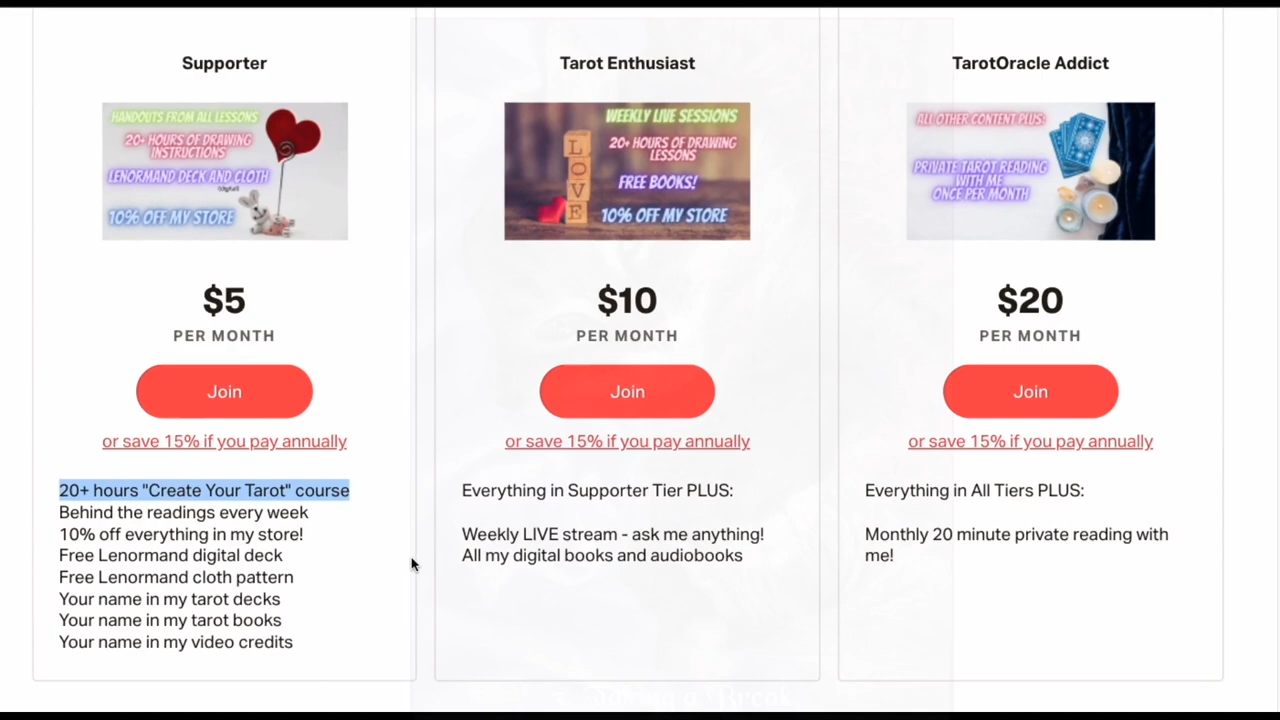 Supporter
HANDOUTS FROM ALL LESSONS
20+ HOURS OF DRAWING
INSTRUCTIONS
LENORMAND DECK AND CLOTH
(digital)
10% OFF MY STORE
$5
PER MONTH
Join
or save 15% if you pay annually
20+ hours "Create Your Tarot" course
Behind the readings every week
10% off everything in my store!
Free Lenormand digital deck
Free Lenormand cloth pattern
Your name in my tarot decks
Your name in my tarot books
Your name in my video credits
Tarot Enthusiast
WEEKLY LIVE SESSIONS
20+ HOURS OF DRAWING
LESSONS
FREE BOOKS!
10% OFF MY STORE
LOVE
$10
PER MONTH
Join
or save 15% if you pay annually
Everything in Supporter Tier PLUS:
Weekly LIVE stream - ask me anything!
All my digital books and audiobooks
TarotOracle Addict
ALL OTHER CONTENT PLUS:
PRIVATE TAROT READING
WITH ME
ONCE PER MONTH
$20
PER MONTH
Join
or save 15% if you pay annually
Everything in All Tiers PLUS:
Monthly 20 minute private reading with
me!